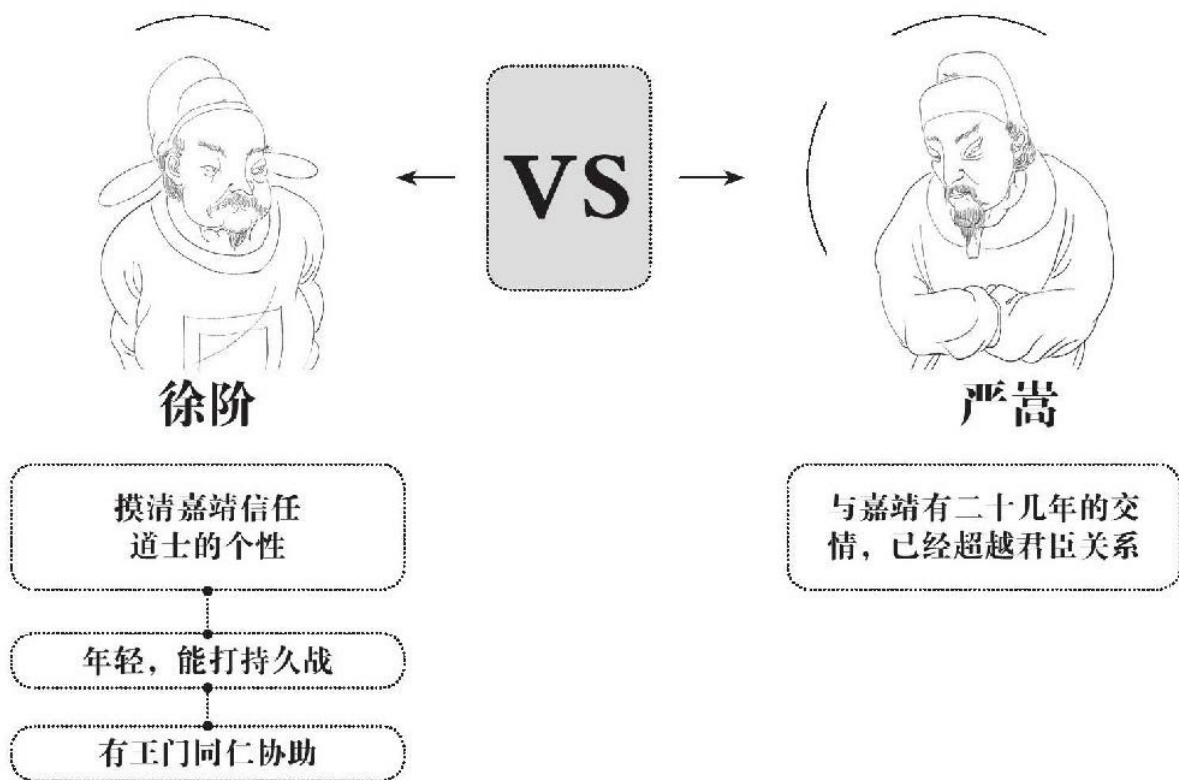 VS
徐阶
严嵩
摸清嘉靖信任
道士的个性
年轻，能打持久战
有王门同仁协助
与嘉靖有二十几年的交
情，已经超越君臣关系